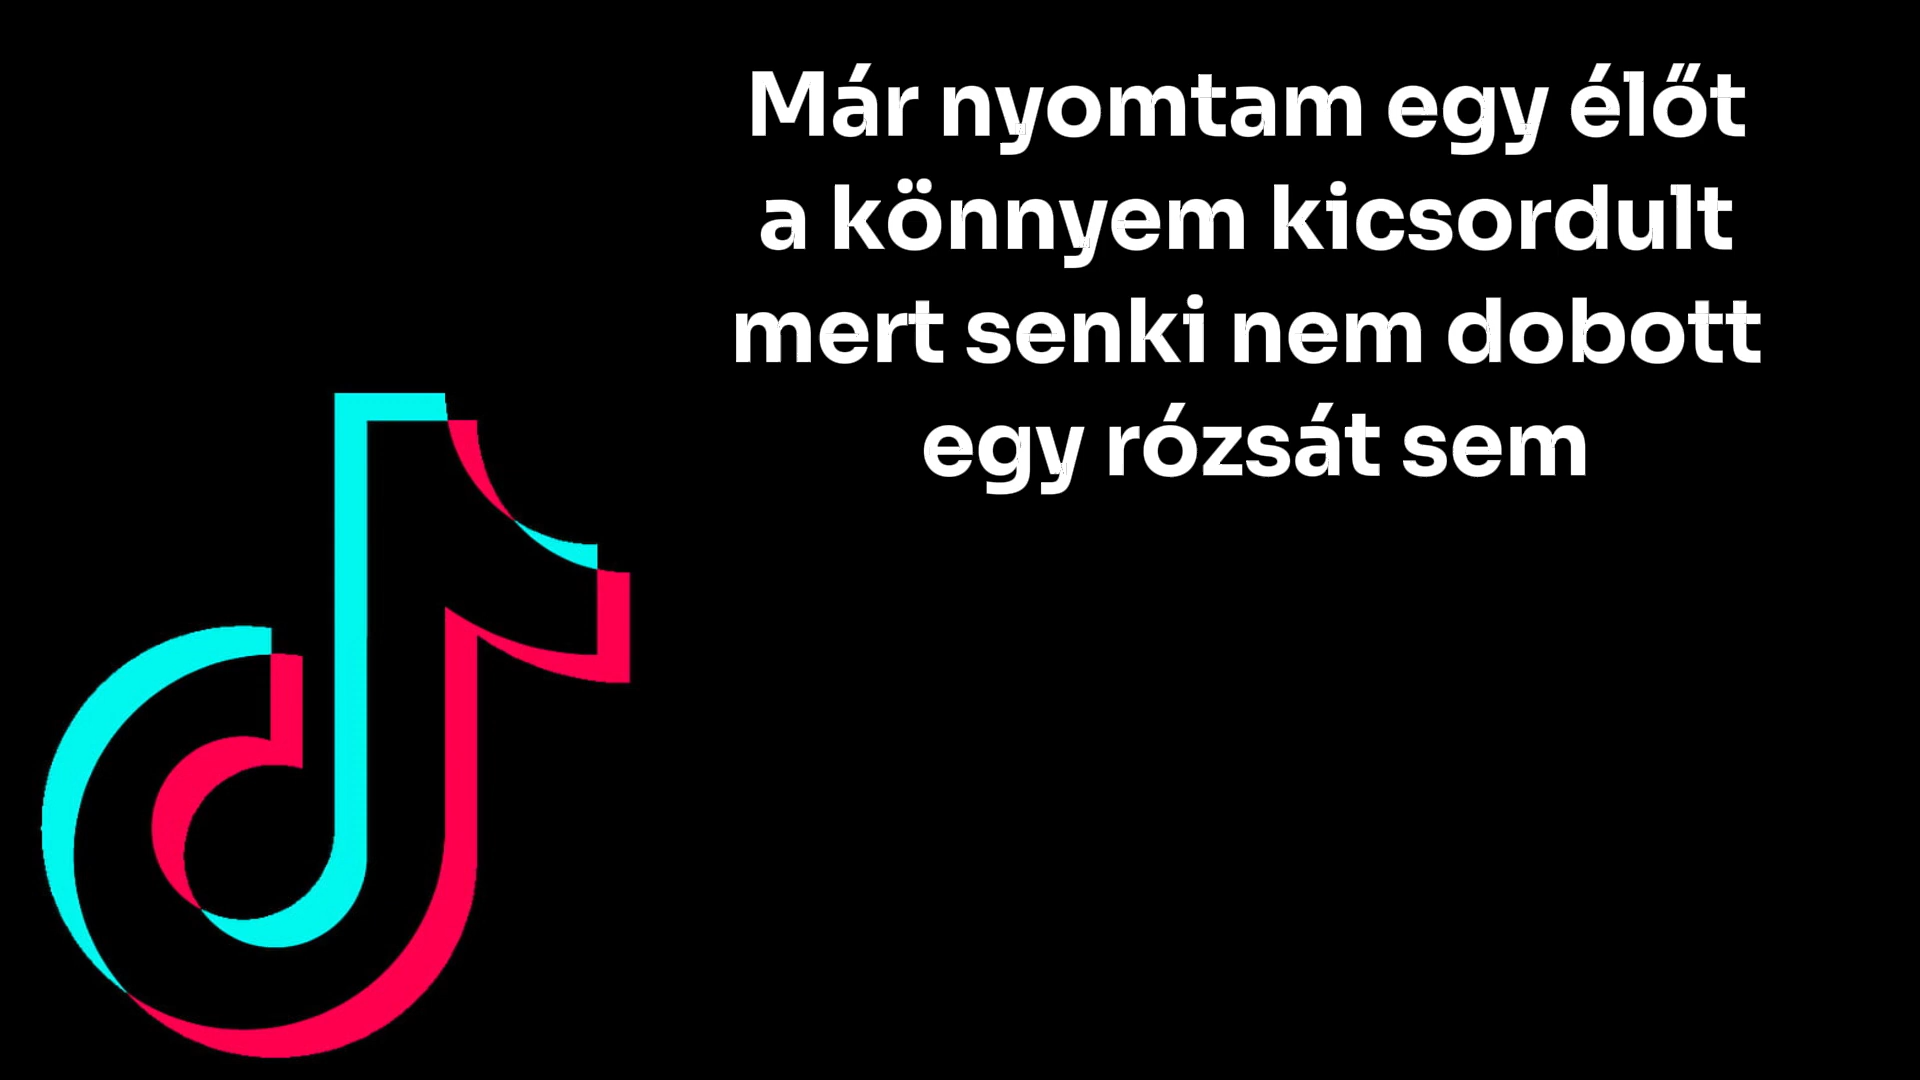 Már nyomtam egy élőt
a könnyem kicsordult
mert senki nem dobott
egy rózsát sem